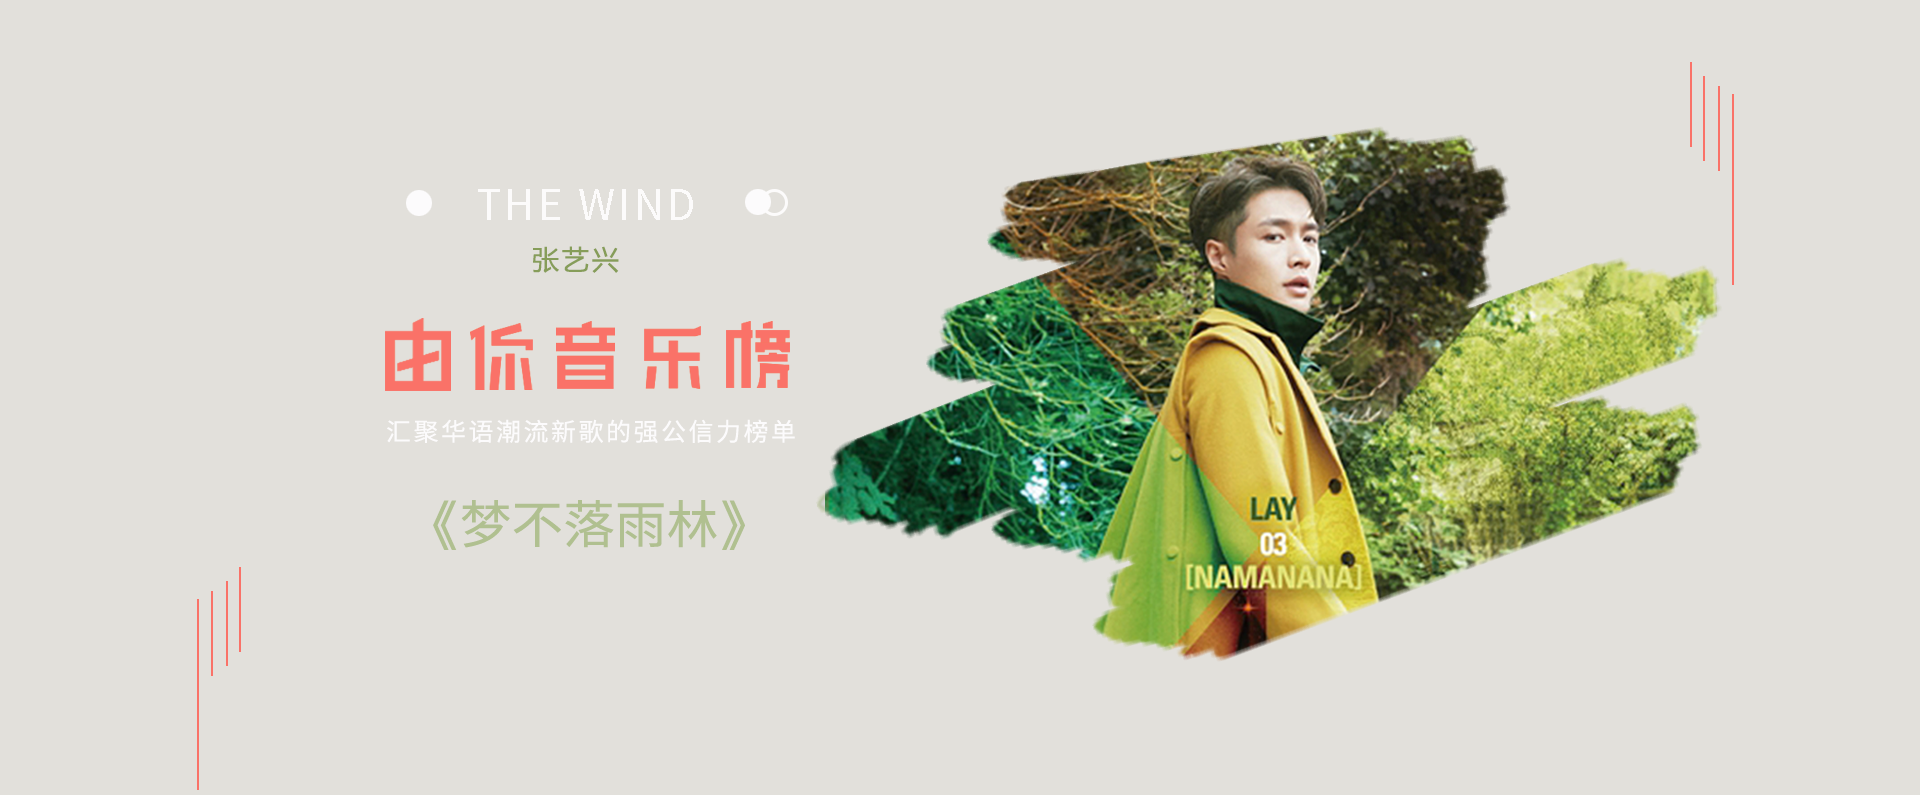 THE WIND
张艺兴
由你音乐榜
汇聚华语潮流新歌的强公信力榜单
《梦不落雨林》
LAY
03
[NAMANANA]